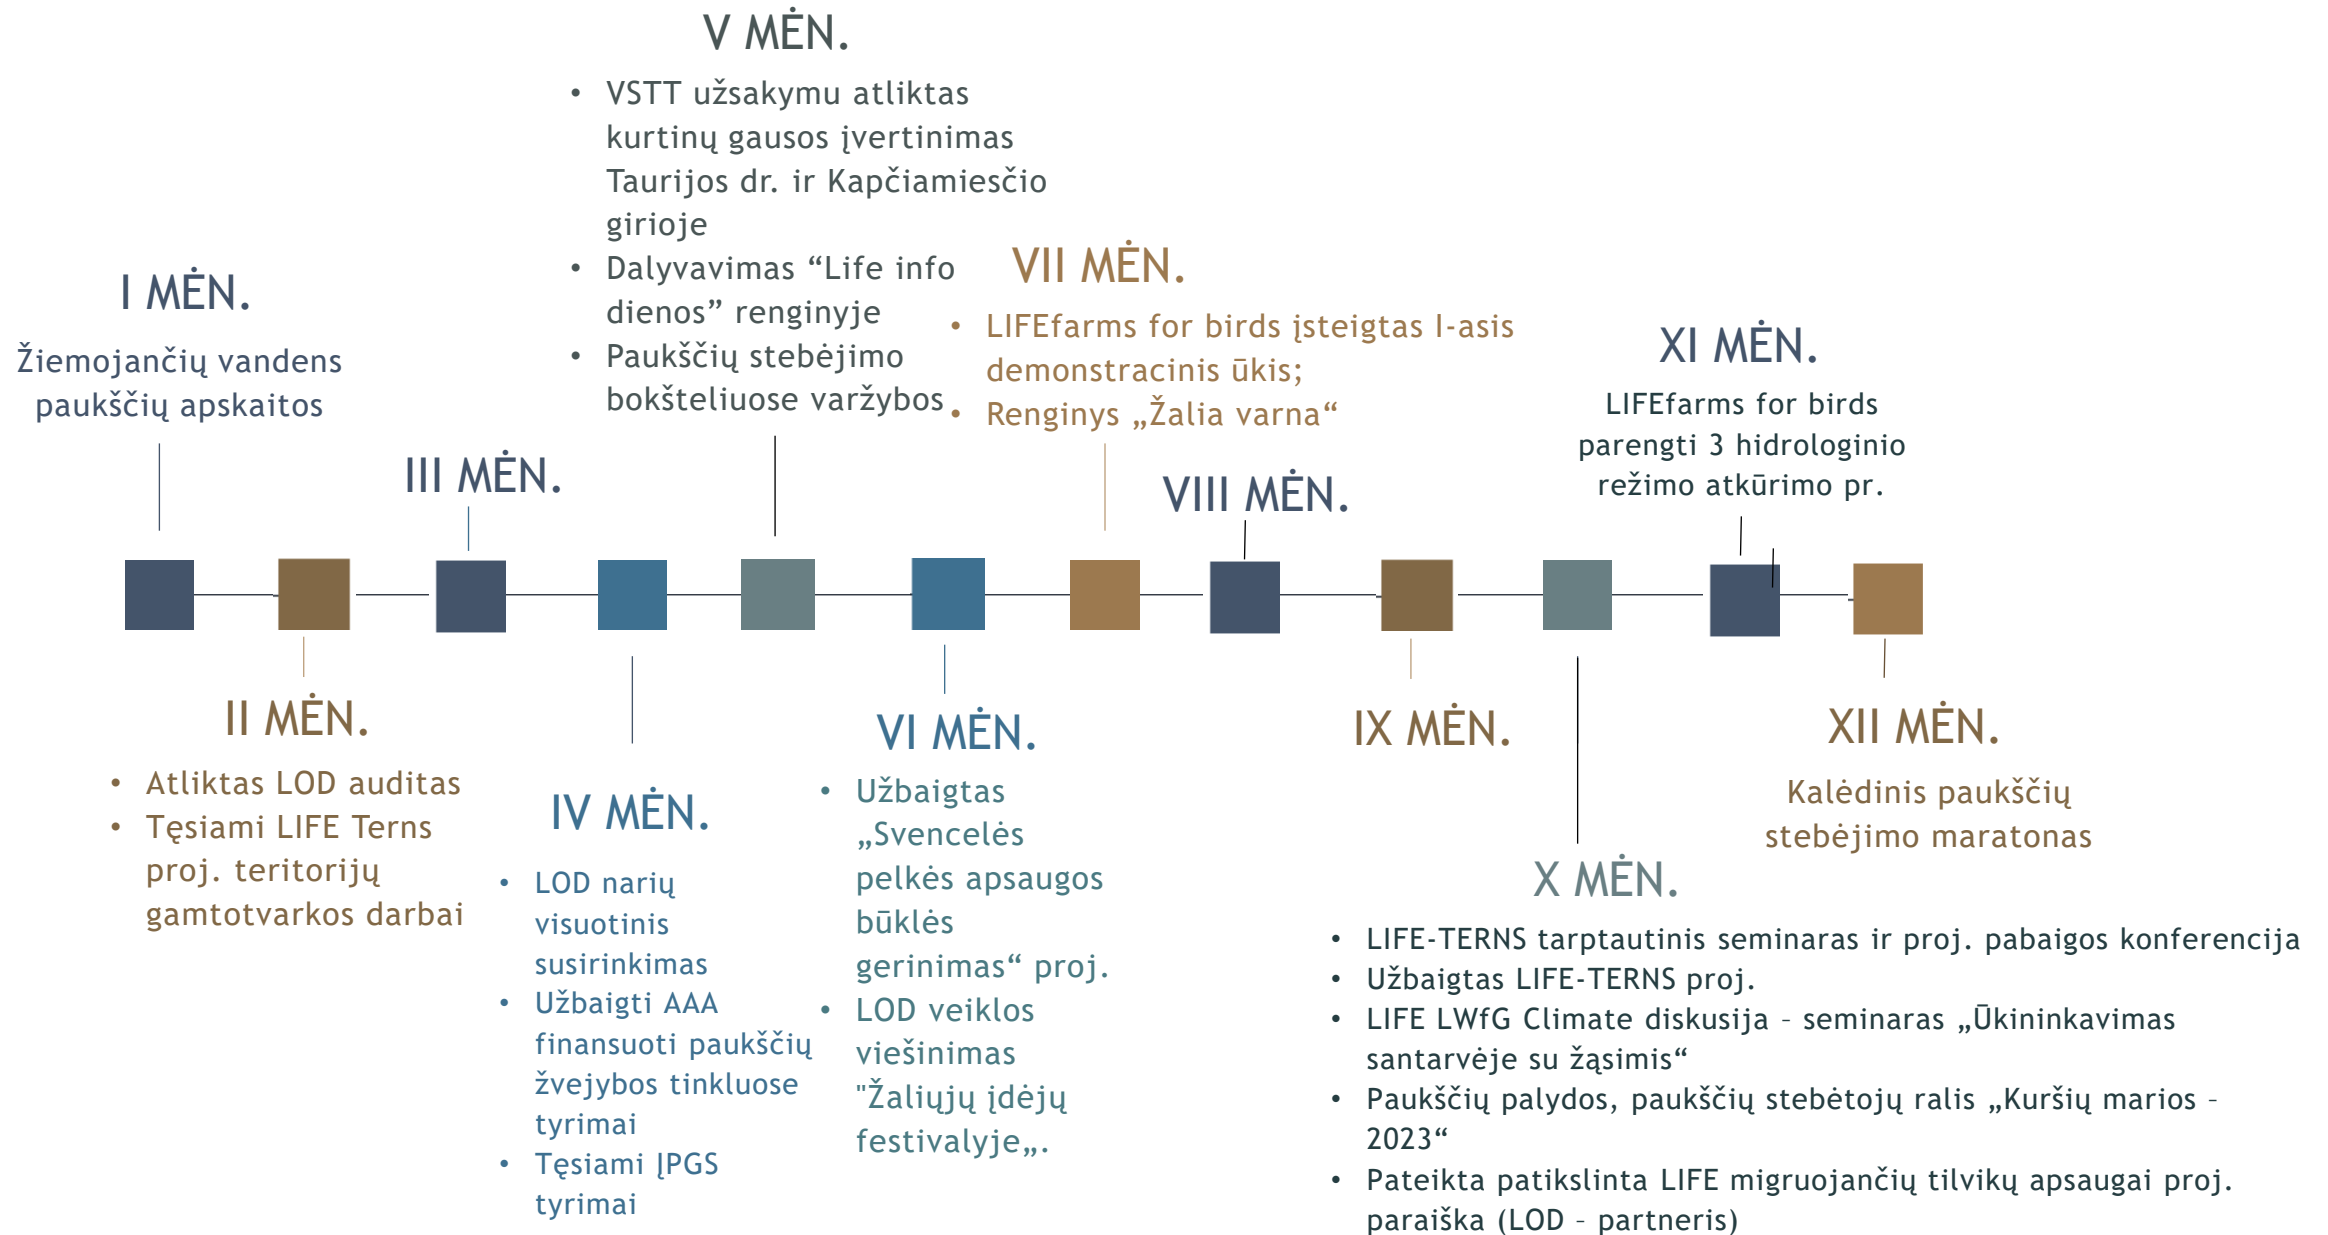 I MĖN.
Žiemojančių vandens
paukščių apskaitos
II MĖN.
• Atliktas LOD auditas
• Tęsiami LIFE Terns
proj. teritorijų
gamtotvarkos darbai
III MĖN.
IV MĖN.
• LOD narių
visuotinis
susirinkimas
• Užbaigti AAA
finansuoti paukščių
žvejybos tinkluose
tyrimai
• Tęsiami ĮPGS
tyrimai
V MĖN.
• VSTT užsakymu atliktas
kurtinų gausos įvertinimas
Taurijos dr. ir Kapčiamiesčio
girioje
• Dalyvavimas “Life info
dienos” renginyje
• Paukščių stebėjimo
bokšteliuose varžybos
VI MĖN.
• Užbaigtas
„Svencelės
pelkės apsaugos
būklės
gerinimas“ proj.
• LOD veiklos
viešinimas
"Žaliųjų įdėjų
festivalyje„.
VII MĖN.
• LIFEfarms for birds įsteigtas I-asis
demonstracinis ūkis;
• Renginys „Žalia varna“
VIII MĖN.
IX MĖN.
X MĖN.
• LIFE-TERNS tarptautinis seminaras ir proj. pabaigos konferencija
• Užbaigtas LIFE-TERNS proj.
• LIFE LWfG Climate diskusija – seminaras „Ūkininkavimas
santarvėje su žąsimis“
• Paukščių palydos, paukščių stebėtojų ralis „Kuršių marios –
2023“
• Pateikta patikslinta LIFE migruojančių tilvikų apsaugai proj.
paraiška (LOD – partneris)
XI MĖN.
LIFEfarms for birds
parengti 3 hidrologinio
režimo atkūrimo pr.
XII MĖN.
Kalėdinis paukščių
stebėjimo maratonas